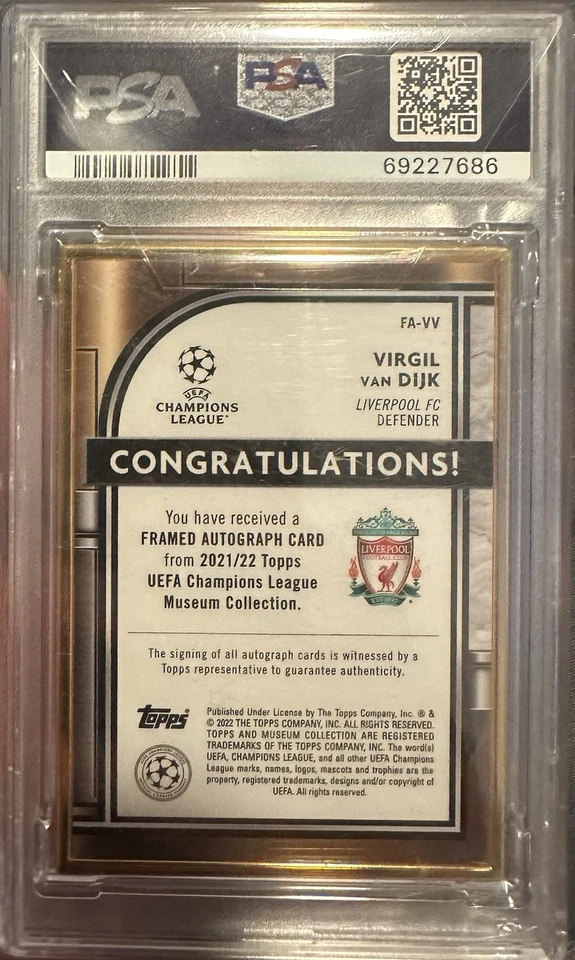 PSA
PSA
69227686
FA-VV
VIRGIL
VAN DIJK
LIVERPOOL FC
DEFENDER
UEFA
CHAMPIONS
LEAGUE
CONGRATULATIONS!
You have received a
FRAMED AUTOGRAPH CARD
from 2021/22 Topps
UEFA Champions League
Museum Collection.
LIVERPOOL
FOOTBALL CLUB
The signing of all autograph cards is witnessed by a
Topps representative to guarantee authenticity.
Topps
Published Under License by The Topps Company, Inc. ® &
© 2022 THE TOPPS COMPANY, INC. ALL RIGHTS RESERVED.
TOPPS AND MUSEUM COLLECTION ARE REGISTERED
TRADEMARKS OF THE TOPPS COMPANY, INC. The word(s)
UEFA, CHAMPIONS LEAGUE, and all other UEFA Champions
League marks, names, logos, mascots and trophies are the
property, registered trademarks, designs and/or copyright of
UEFA. All rights reserved.